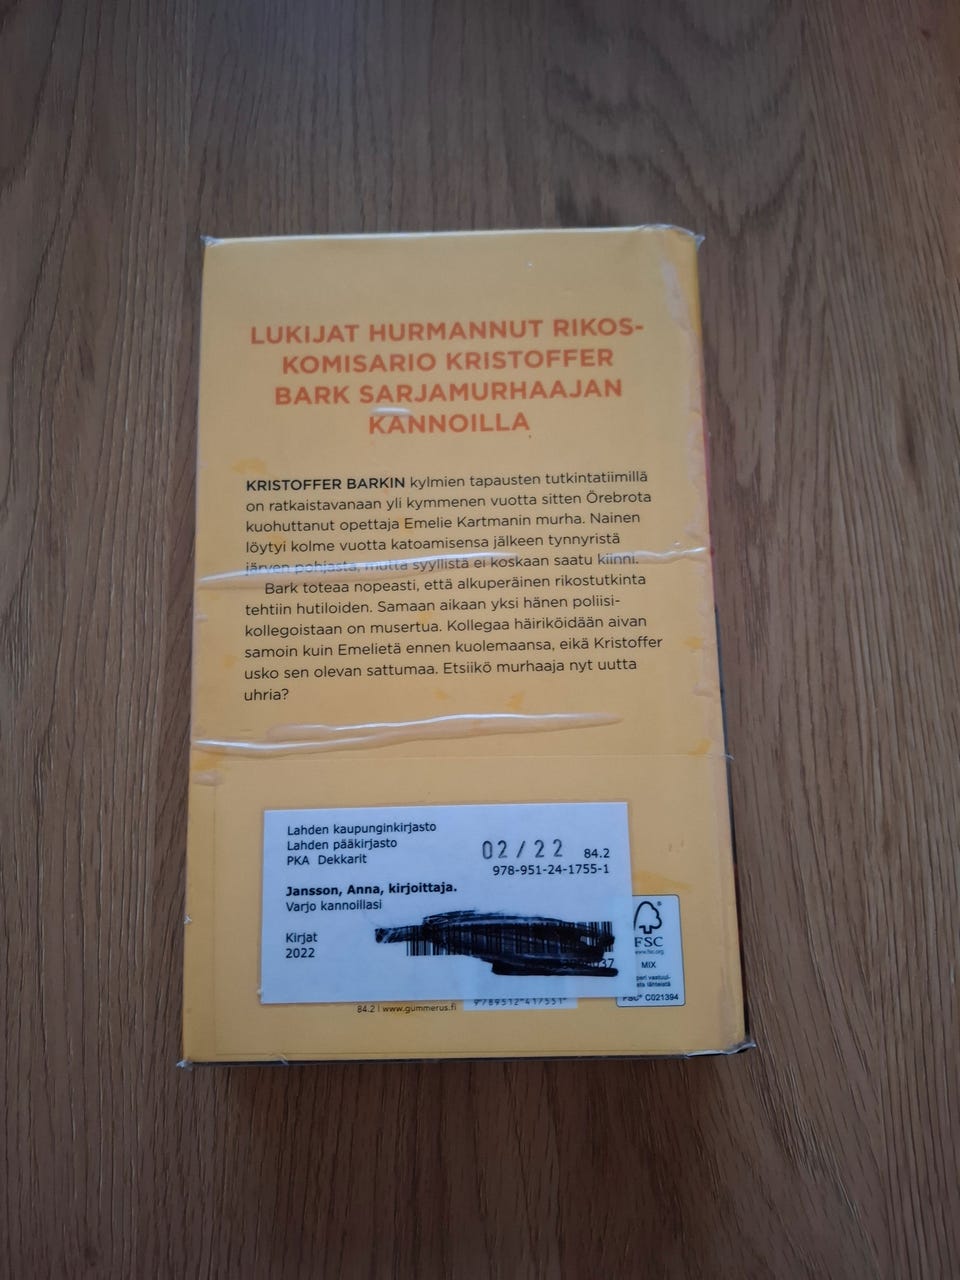 LUKIJAT HURMANNUT RIKOS-
KOMISARIO KRISTOFFER
BARK SARJAMURHAAJAN
KANNOILLA
KRISTOFFER BARKIN kylmien tapausten tutkintatiimillä
on ratkaistavanaan yli kymmenen vuotta sitten Örebrota
kuohuttanut opettaja Emelie Kartmanin murha. Nainen
löytyi kolme vuotta katoamisensa jälkeen tynnyristä
järven pohjasta, mutta syyllistä ei koskaan saatu kiinni.
Bark toteaa nopeasti, että alkuperäinen rikostutkinta
tehtiin hutiloiden. Samaan aikaan yksi hänen poliisi-
kollegoistaan on musertua. Kollegaa häiriköidään aivan
samoin kuin Emelietä ennen kuolemaansa, eikä Kristoffer
usko sen olevan sattumaa. Etsiikö murhaaja nyt uutta
uhria?
Lahden kaupunginkirjasto
Lahden pääkirjasto
PKA Dekkarit
02/22 84.2
978-951-24-1755-1
Jansson, Anna, kirjoittaja.
Varjo kannoillasi
Kirjat
2022
84.2 | www.gummerus.fi
9789512417551
FSC
www.fsc.org
MIX
FSC® C021394